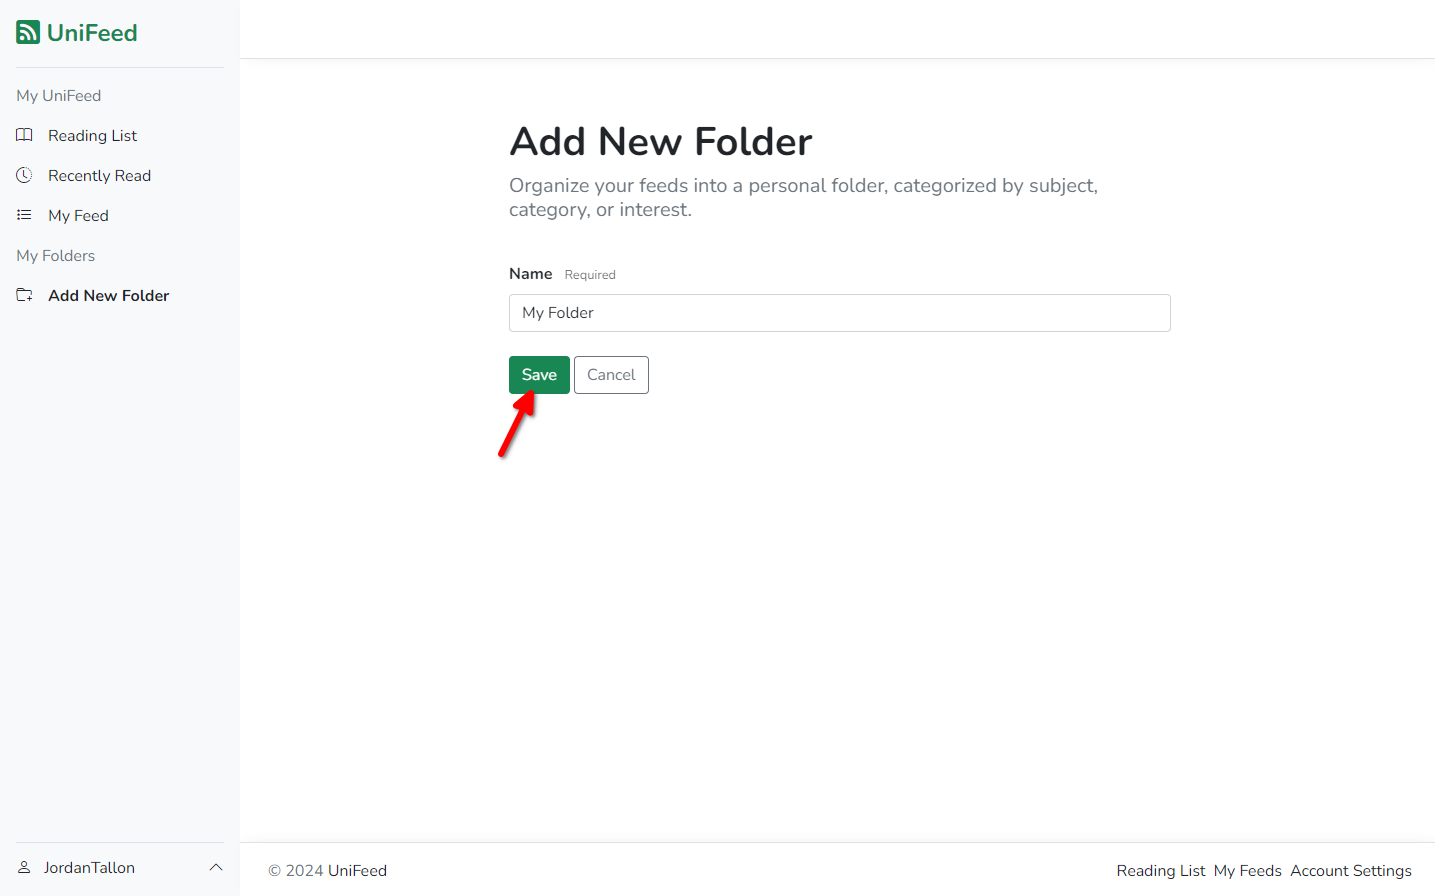 UniFeed
My UniFeed
Reading List
Recently Read
My Feed
My Folders
Add New Folder
JordanTallon
Add New Folder
Organize your feeds into a personal folder, categorized by subject,
category, or interest.
Name Required
My Folder
Save Cancel
© 2024 UniFeed
Reading List My Feeds Account Settings